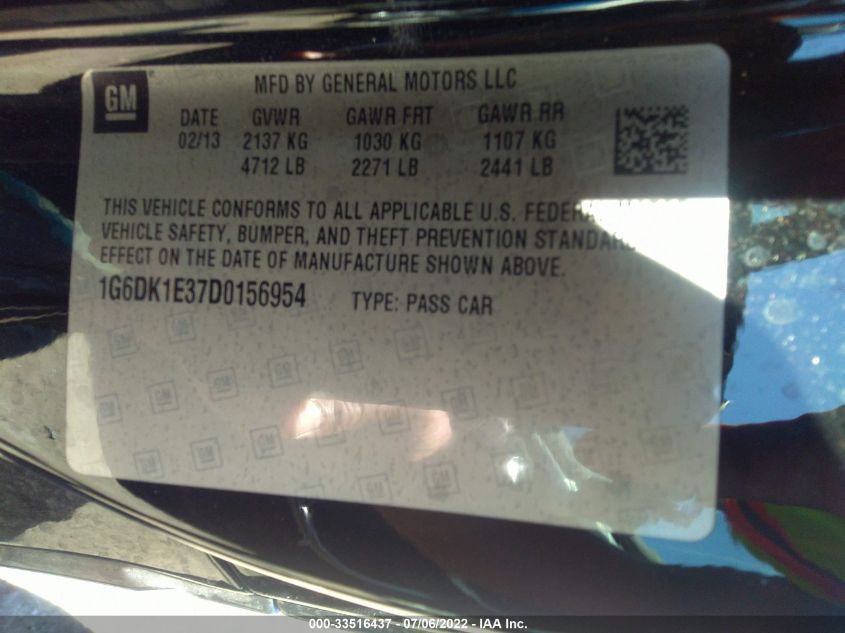 GM
MFD BY GENERAL MOTORS LLC
DATE GVWR GAWR FRT GAWR RR
02/13 2137 KG 1030 KG 1107 KG
4712 LB 2271 LB 2441 LB
THIS VEHICLE CONFORMS TO ALL APPLICABLE U.S.
VEHICLE SAFETY, BUMPER, AND THEFT PREVENTION
EFFECT ON THE DATE OF MANUFACTURE SHOWN ABOVE.
1G6DK1E37D0156954 TYPE: PASS CAR
000-33516437 - 07/06/2022 - IAA Inc.